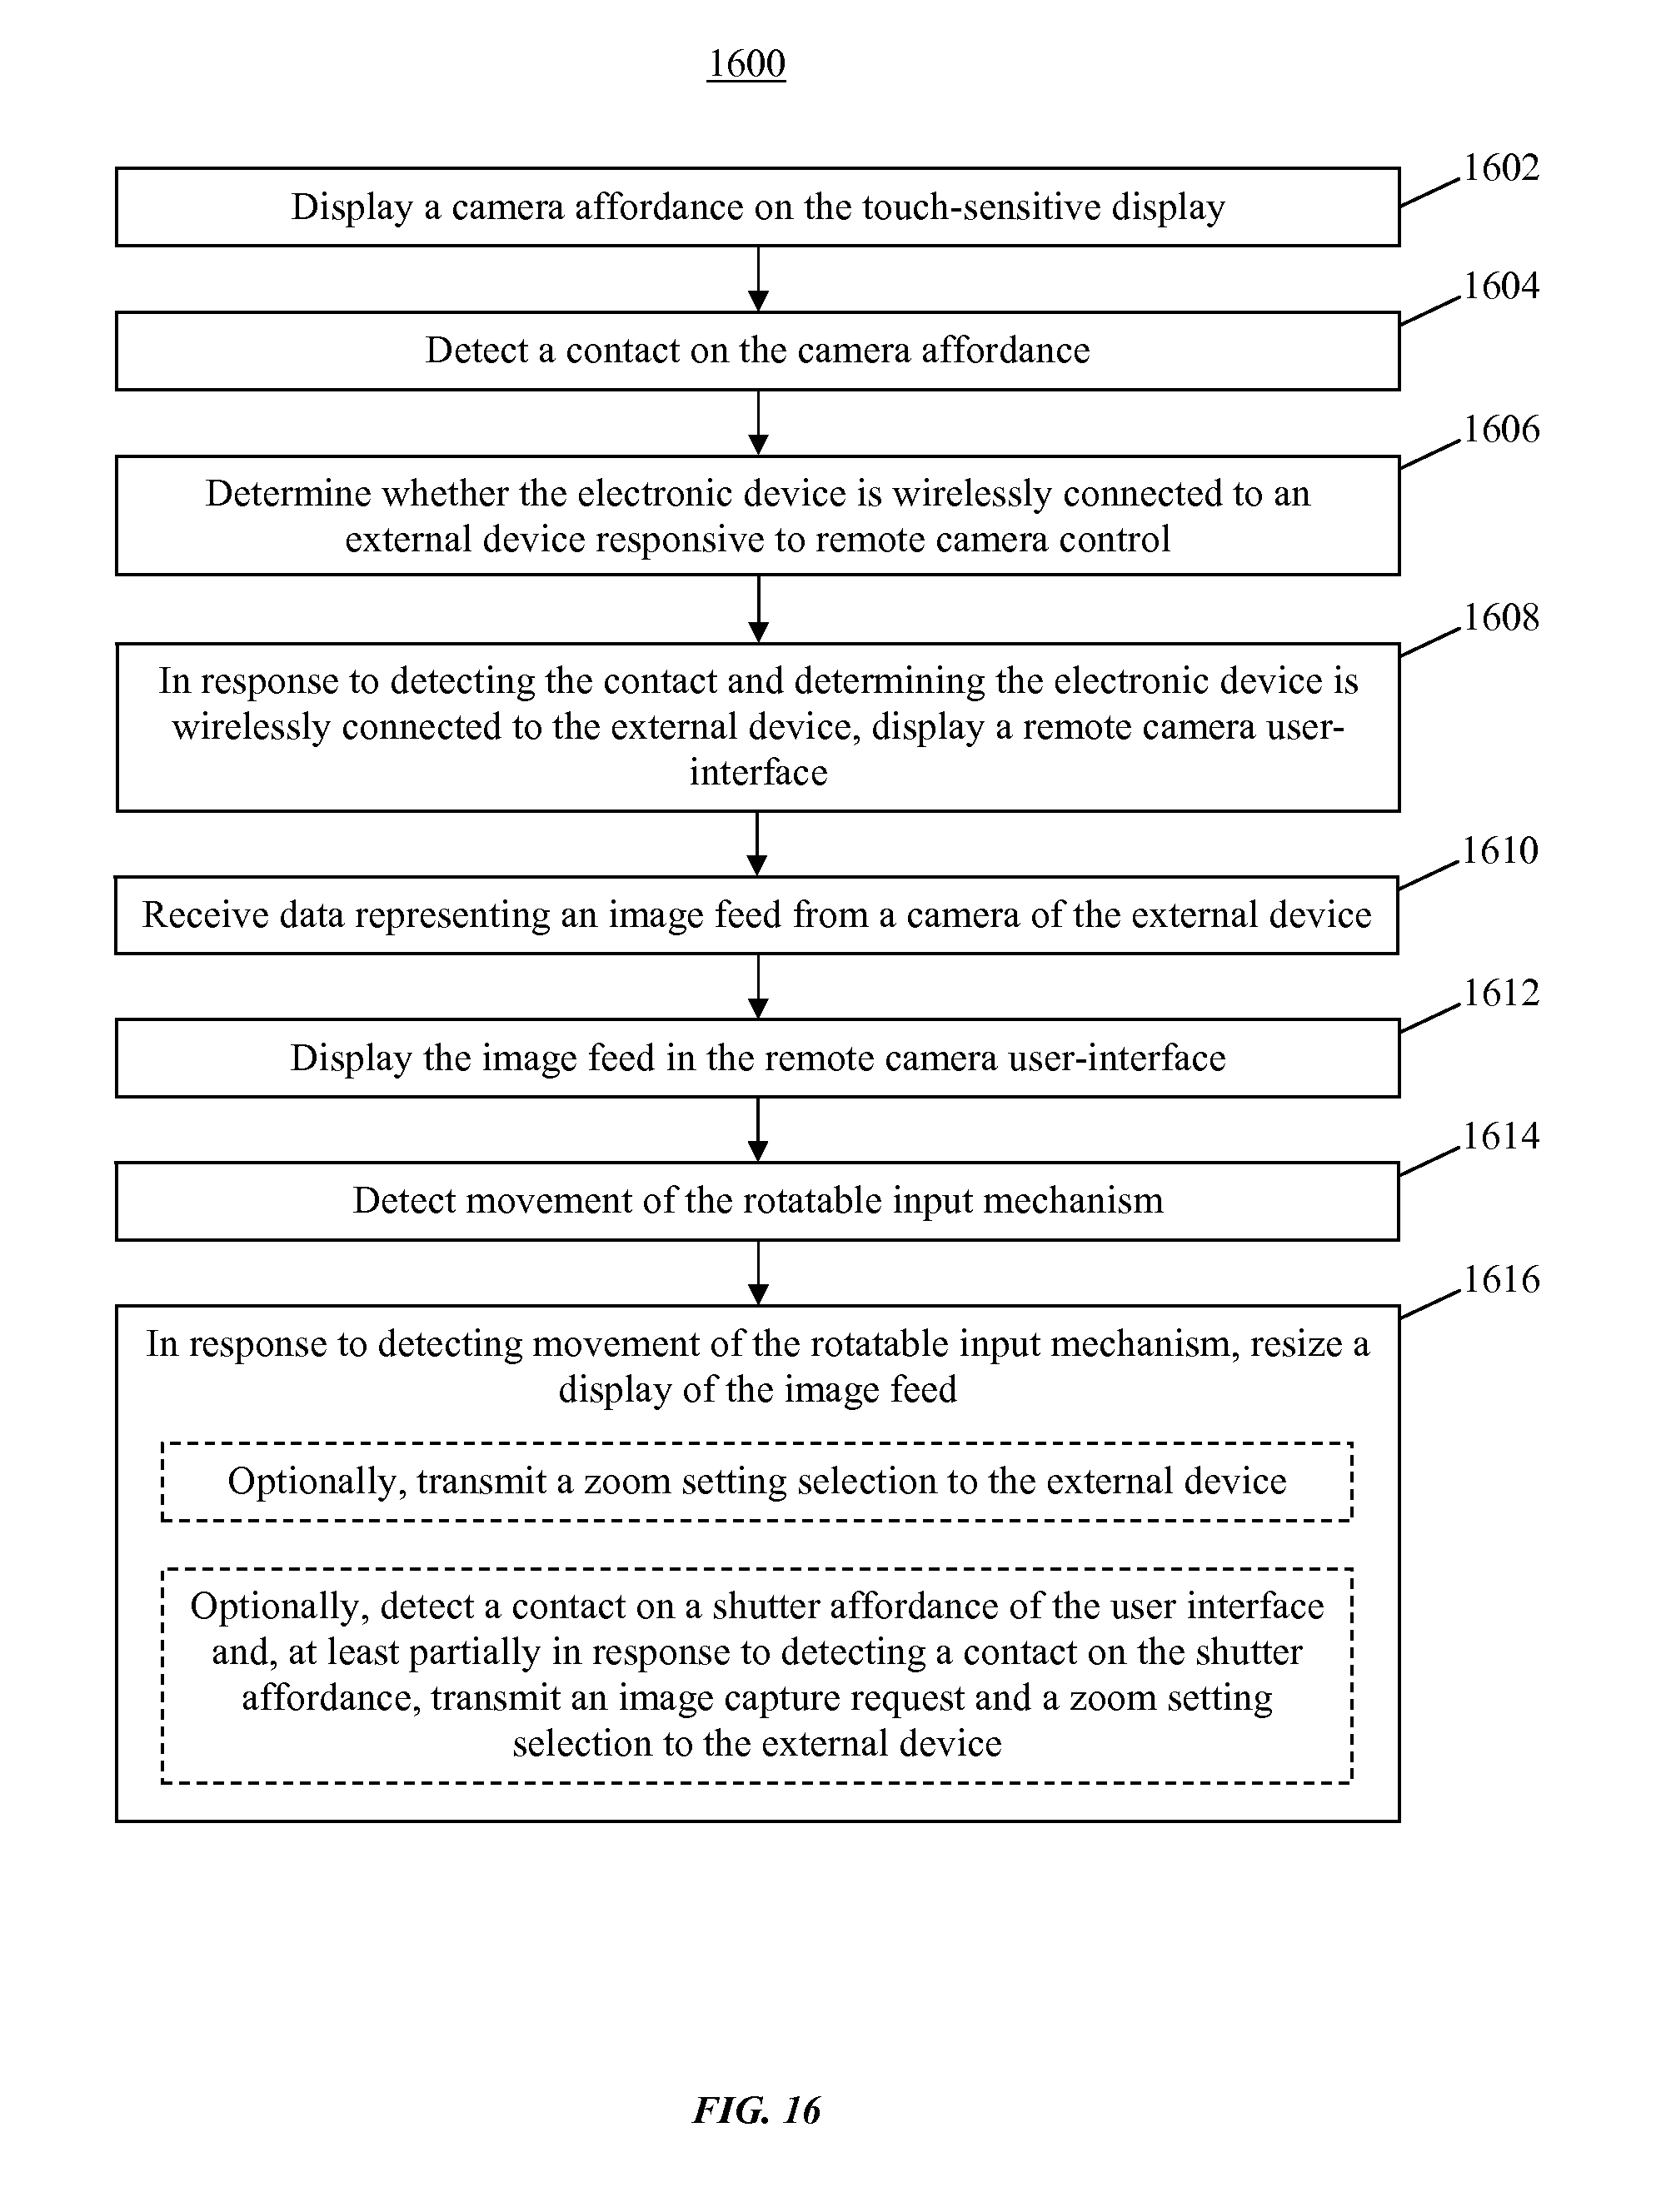 1600
1602
Display a camera affordance on the touch-sensitive display
1604
Detect a contact on the camera affordance
1606
Determine whether the electronic device is wirelessly connected to an
external device responsive to remote camera control
1608
In response to detecting the contact and determining the electronic device is
wirelessly connected to the external device, display a remote camera user-
interface
1610
Receive data representing an image feed from a camera of the external device
1612
Display the image feed in the remote camera user-interface
1614
Detect movement of the rotatable input mechanism
1616
In response to detecting movement of the rotatable input mechanism, resize a
display of the image feed
Optionally, transmit a zoom setting selection to the external device
Optionally, detect a contact on a shutter affordance of the user interface
and, at least partially in response to detecting a contact on the shutter
affordance, transmit an image capture request and a zoom setting
selection to the external device
FIG. 16